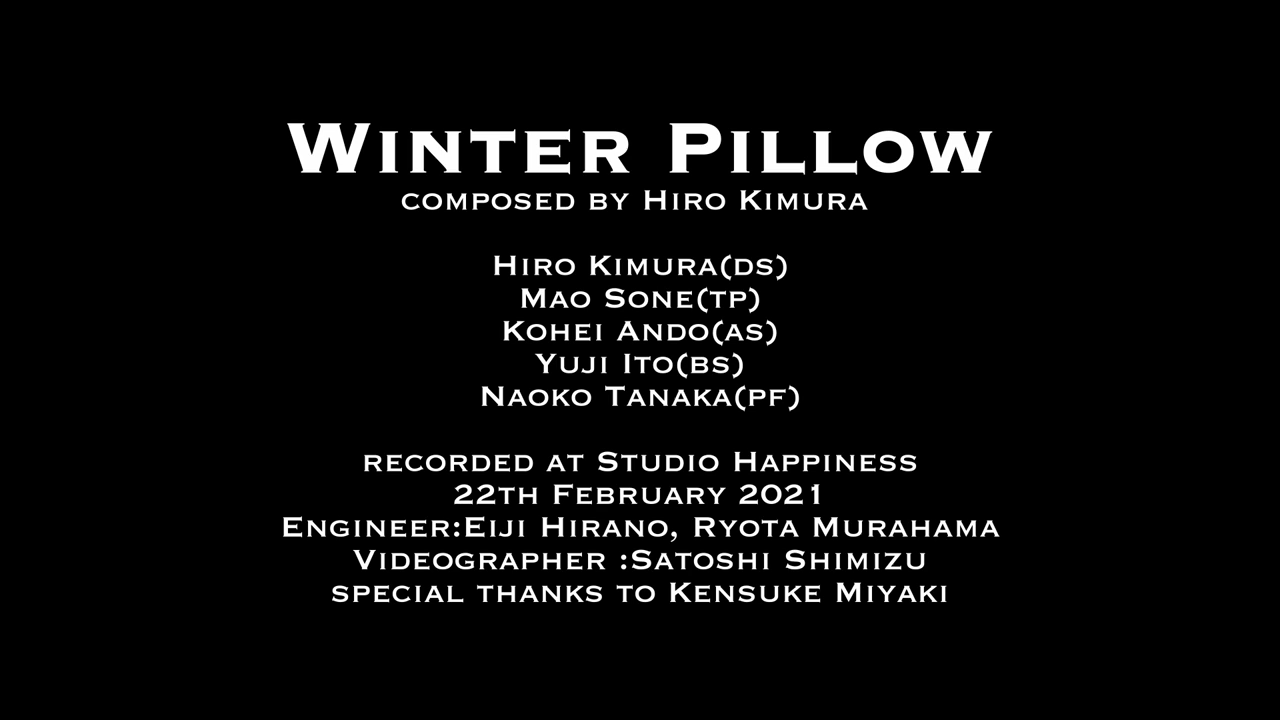 Winter Pillow
composed by Hiro Kimura
Hiro Kimura(ds)
Mao Sone(tp)
Kohei Ando(as)
Yuji Ito(bs)
Naoko Tanaka(pf)
recorded at Studio Happiness
22th February 2021
Engineer:Eiji Hirano, Ryota Murahama
Videographer :Satoshi Shimizu
special thanks to Kensuke Miyaki